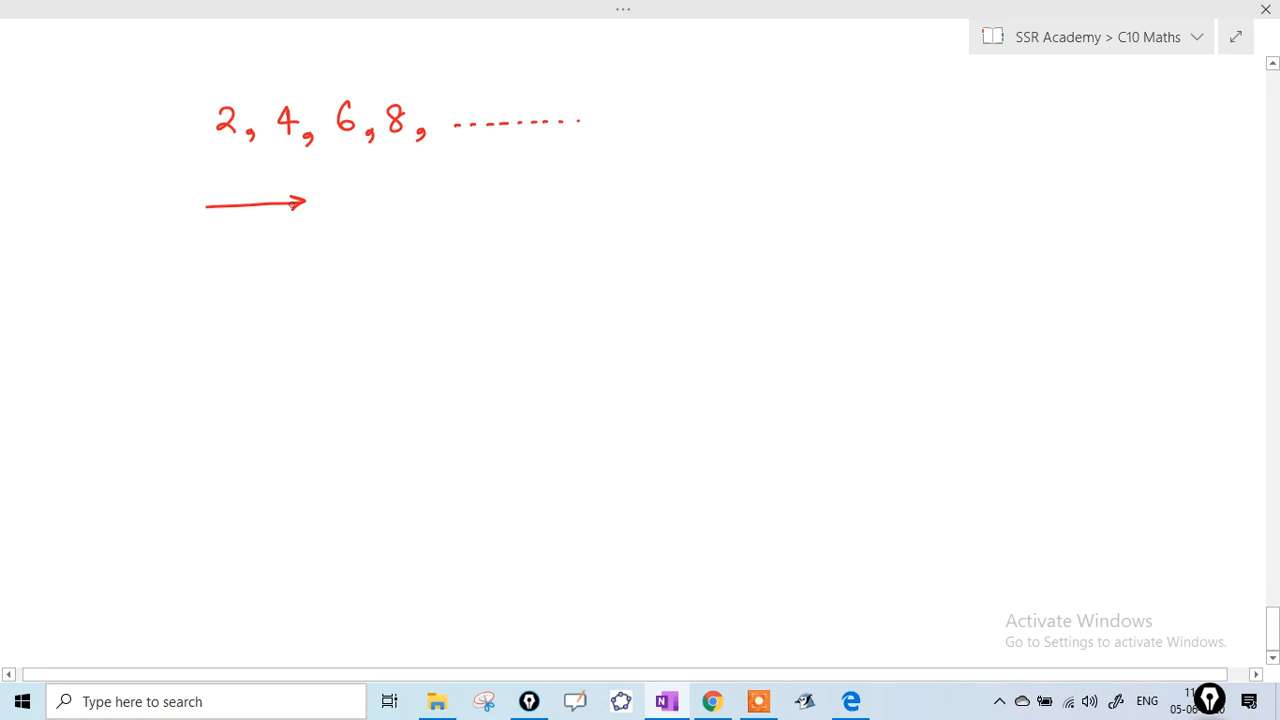 SSR Academy > C10 Maths
2, 4, 6, 8, .........
Activate Windows
Go to Settings to activate Windows.
Type here to search
ENG